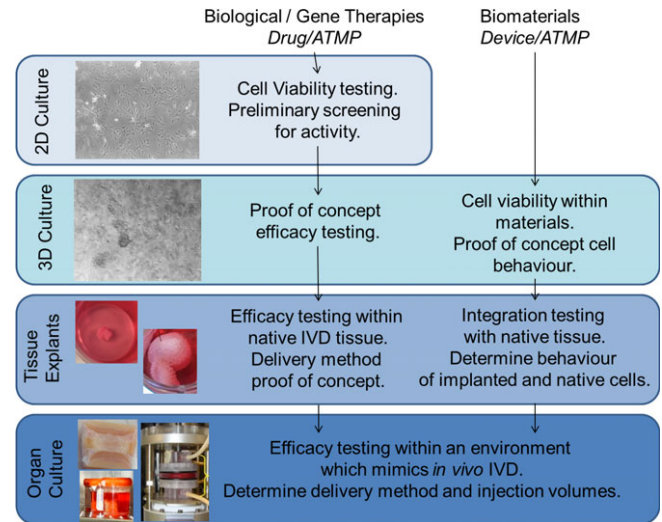 Biological / Gene Therapies
Drug/ATMP
Biomaterials
Device/ATMP
2D Culture
Cell Viability testing.
Preliminary screening
for activity.
3D Culture
Proof of concept
efficacy testing.
Cell viability within
materials.
Proof of concept cell
behaviour.
Tissue
Explants
Efficacy testing within
native IVD tissue.
Delivery method
proof of concept.
Integration testing
with native tissue.
Determine behaviour
of implanted and native cells.
Organ
Culture
Efficacy testing within an environment
which mimics in vivo IVD.
Determine delivery method and injection volumes.